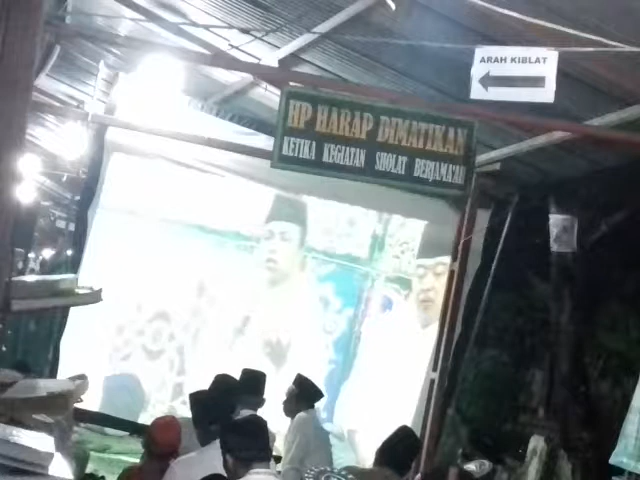 ARAH KIBLAT
HP HARAP DIMATIKAN
KETIKA KEGIATAN SHOLAT BERJAMA'AH